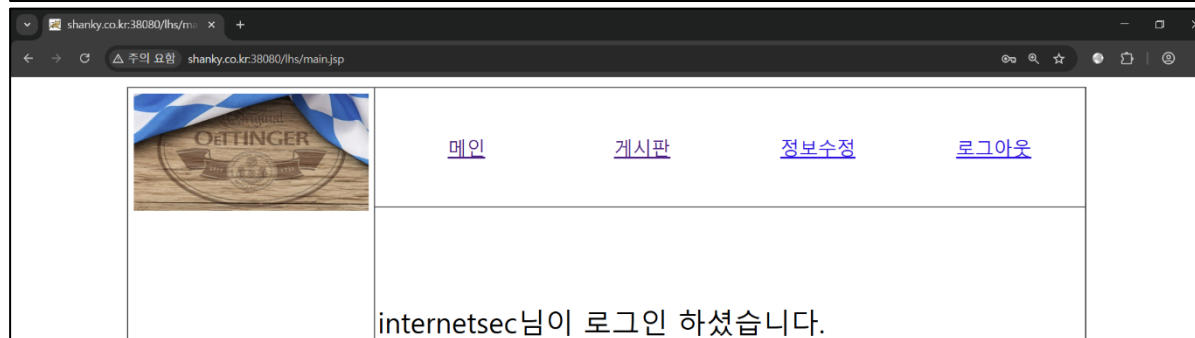 shanky.co.kr:38080/lhs/ma
주의 요함
shanky.co.kr:38080/lhs/main.jsp
Original
OETTINGER
메인
게시판
정보수정
로그아웃
internetsec님이 로그인 하셨습니다.